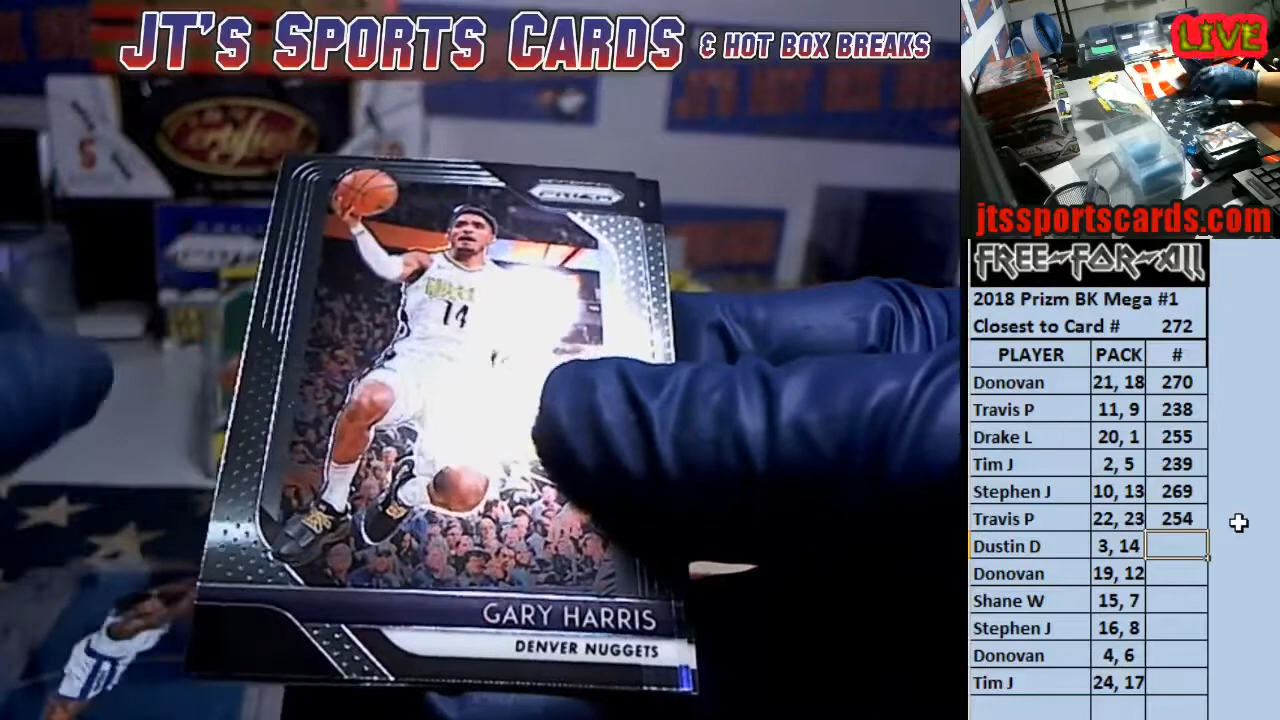 JT's Sports Cards & Hot Box Breaks
LIVE
jtssportscards.com
FREE-FOR-ALL
2018 Prizm BK Mega #1
Closest to Card # 272
PLAYER PACK #
Donovan 21, 18 270
Travis P 11, 9 238
Drake L 20, 1 255
Tim J 2, 5 239
Stephen J 10, 13 269
Travis P 22, 23 254
Dustin D 3, 14
Donovan 19, 12
Shane W 15, 7
Stephen J 16, 8
Donovan 4, 6
Tim J 24, 17
PRIZM
14
GARY HARRIS
DENVER NUGGETS